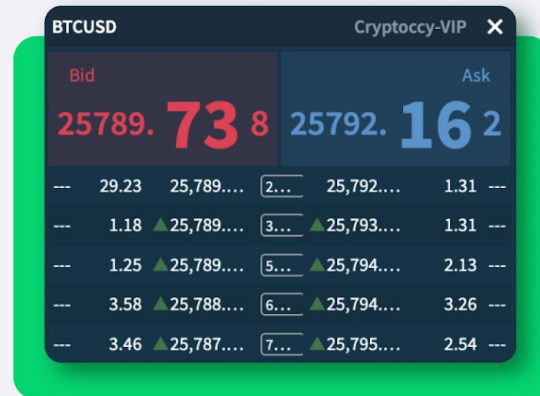 BTCUSD Cryptoccy-VIP ✕
Bid Ask
25789. 73 8 25792. 16 2
--- 29.23 25,789.... 2... 25,792.... 1.31 ---
--- 1.18 ▲25,789.... 3... ▲25,793.... 1.31 ---
--- 1.25 ▲25,789.... 5... ▲25,794.... 2.13 ---
--- 3.58 ▲25,788.... 6... ▲25,794.... 3.26 ---
--- 3.46 ▲25,787.... 7... ▲25,795.... 2.54 ---